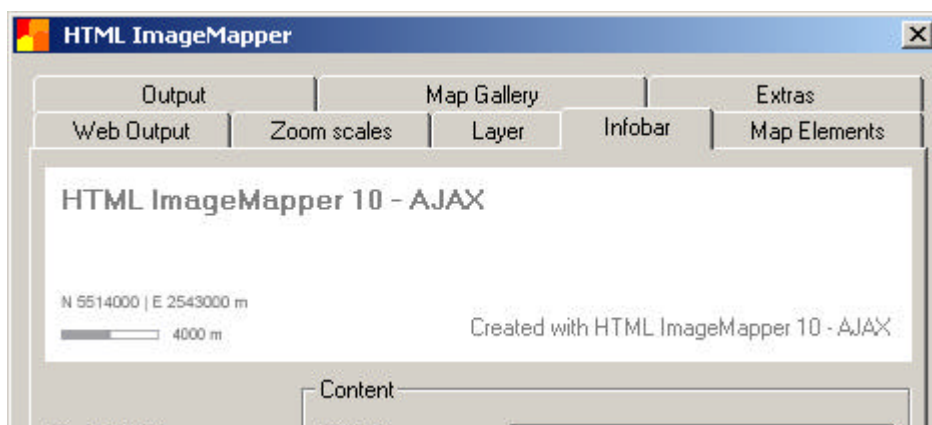 HTML ImageMapper
Output Map Gallery Extras
Web Output Zoom scales Layer Infobar Map Elements
HTML ImageMapper 10 - AJAX
N 5514000 | E 2543000 m
4000 m
Created with HTML ImageMapper 10 - AJAX
Content